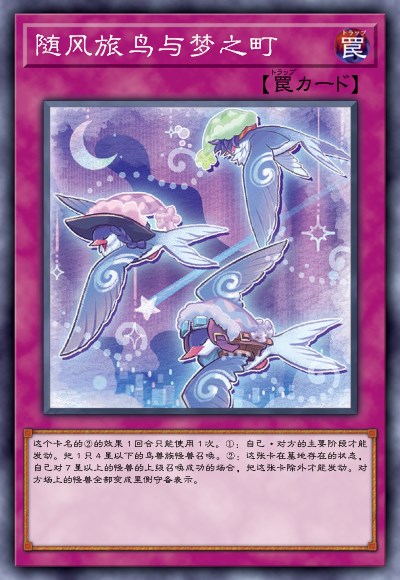 随风旅鸟与梦之町
罠
トラップ
【罠カード】
トラップ
这个卡名的②的效果1回合只能使用1次。①：自己·对方的主要阶段才能
发动。把1只4星以下的鸟兽族怪兽召唤。②：这张卡在墓地存在的状态，
自己对7星以上的怪兽的上级召唤成功的场合，把这张卡除外才能发动。对
方场上的怪兽全部变成里侧守备表示。